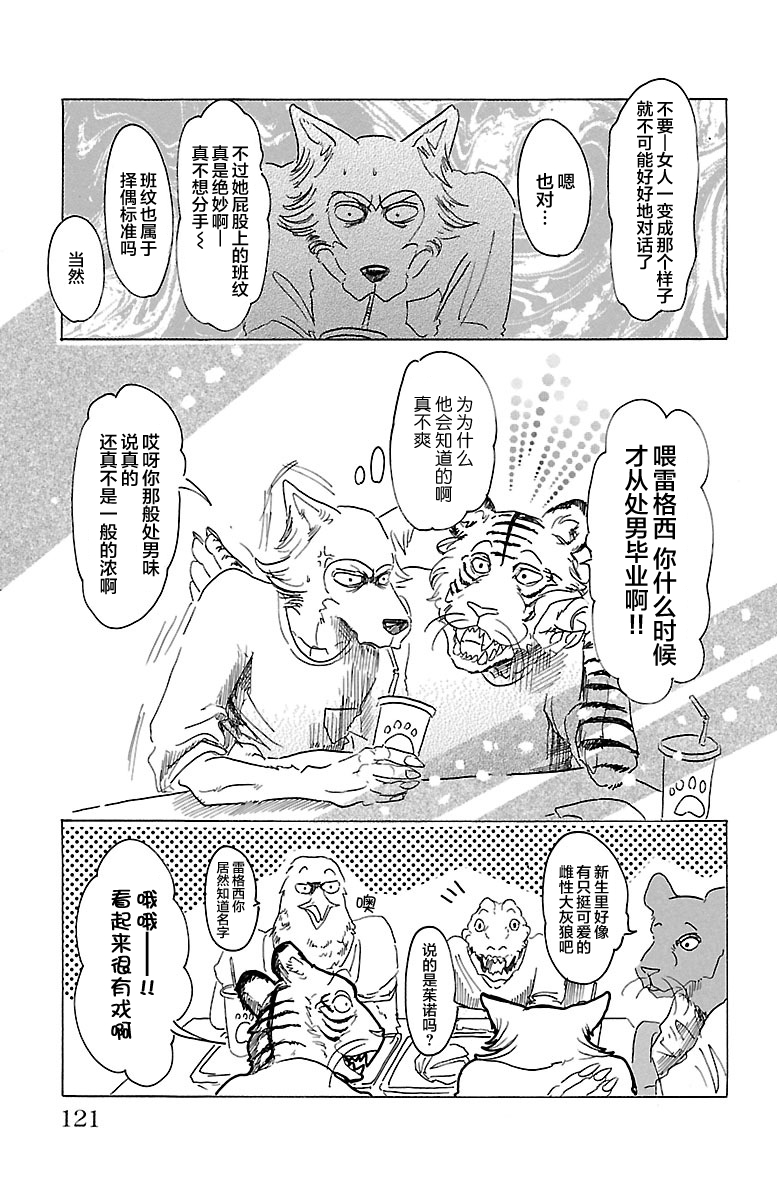 不要—女人一变成那个样子
就不可能好好地对话了
嗯
也对…
不过她屁股上的班纹
真是绝妙啊—
真不想分手~
班纹也属于
择偶标准吗
当然
喂雷格西 你什么时候
才从处男毕业啊!!
为为什么
他会知道的啊
真不爽
哎呀你那般处男味
说真的
还真不是一般的浓啊
新生里好像
有只挺可爱的
雌性大灰狼吧
说的是茱诺吗?
噢
雷格西你
居然知道名字
哦哦——!!
看起来很有戏啊
121